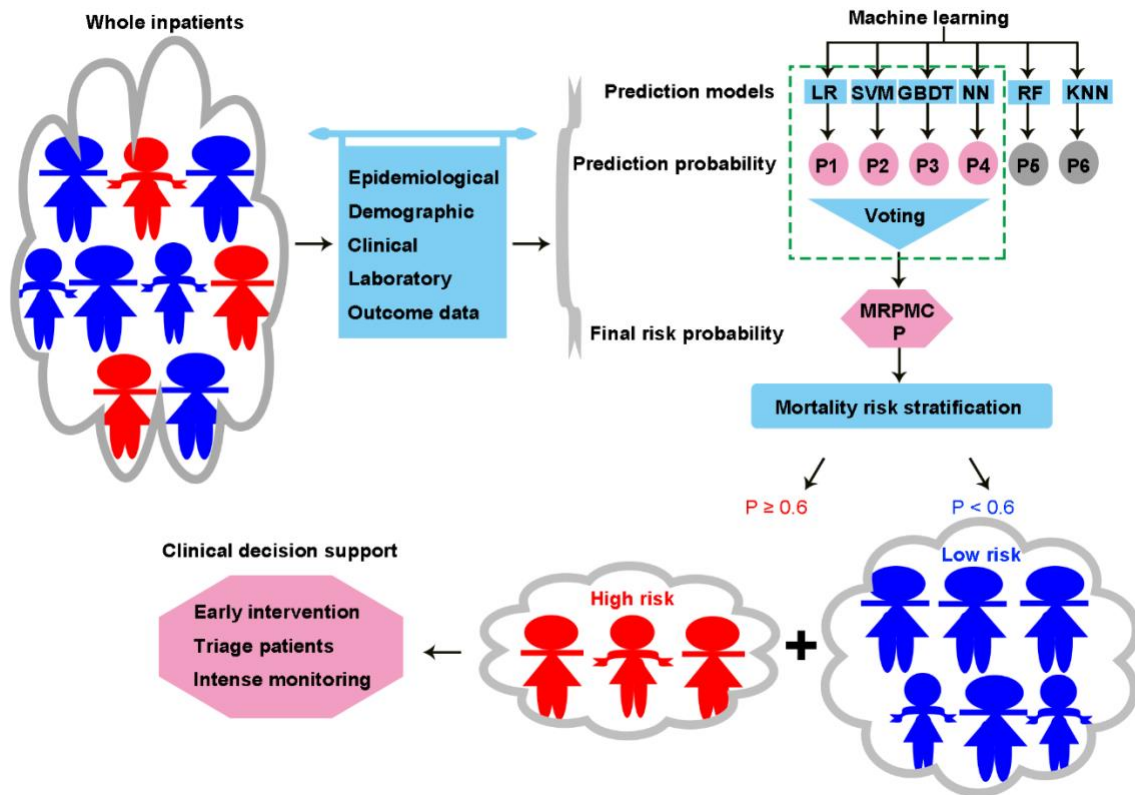 Whole inpatients
Epidemiological
Demographic
Clinical
Laboratory
Outcome data
Machine learning
Prediction models
LR SVM GBDT NN RF KNN
Prediction probability
P1 P2 P3 P4 P5 P6
Voting
Final risk probability
MRPMC
P
Mortality risk stratification
P ≥ 0.6
P < 0.6
Clinical decision support
Early intervention
Triage patients
Intense monitoring
High risk
+
Low risk